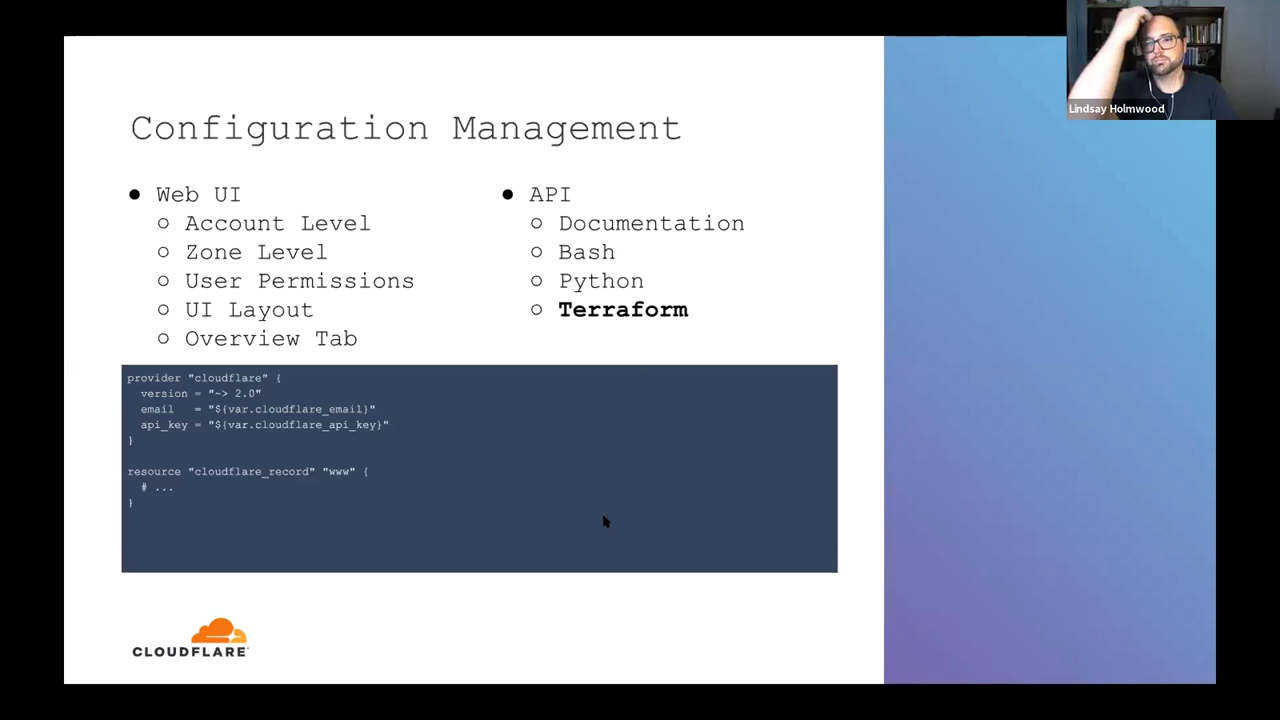 Lindsay Holmwood
Configuration Management
● Web UI
○ Account Level
○ Zone Level
○ User Permissions
○ UI Layout
○ Overview Tab
● API
○ Documentation
○ Bash
○ Python
○ Terraform
provider "cloudflare" {
  version = "~> 2.0"
  email   = "${var.cloudflare_email}"
  api_key = "${var.cloudflare_api_key}"
}
resource "cloudflare_record" "www" {
  # ...
}
CLOUDFLARE